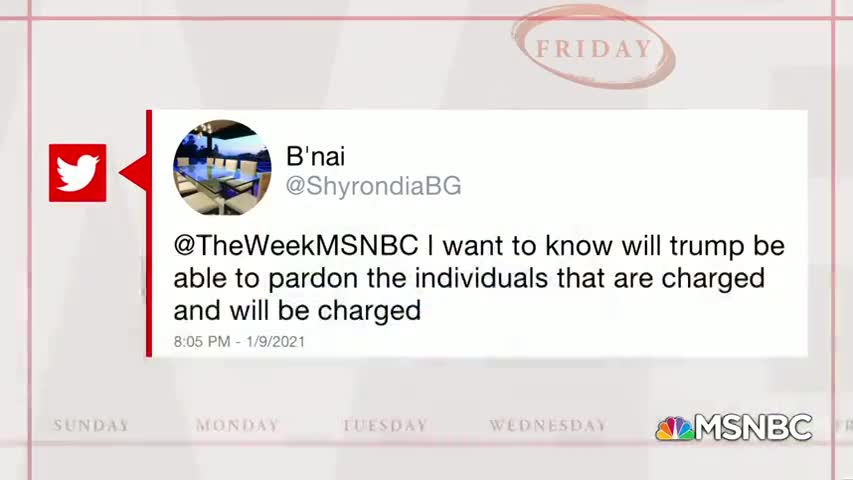 FRIDAY
B'nai
@ShyrondiaBG
@TheWeekMSNBC I want to know will trump be
able to pardon the individuals that are charged
and will be charged
8:05 PM - 1/9/2021
SUNDAY MONDAY TUESDAY WEDNESDAY FR
MSNBC